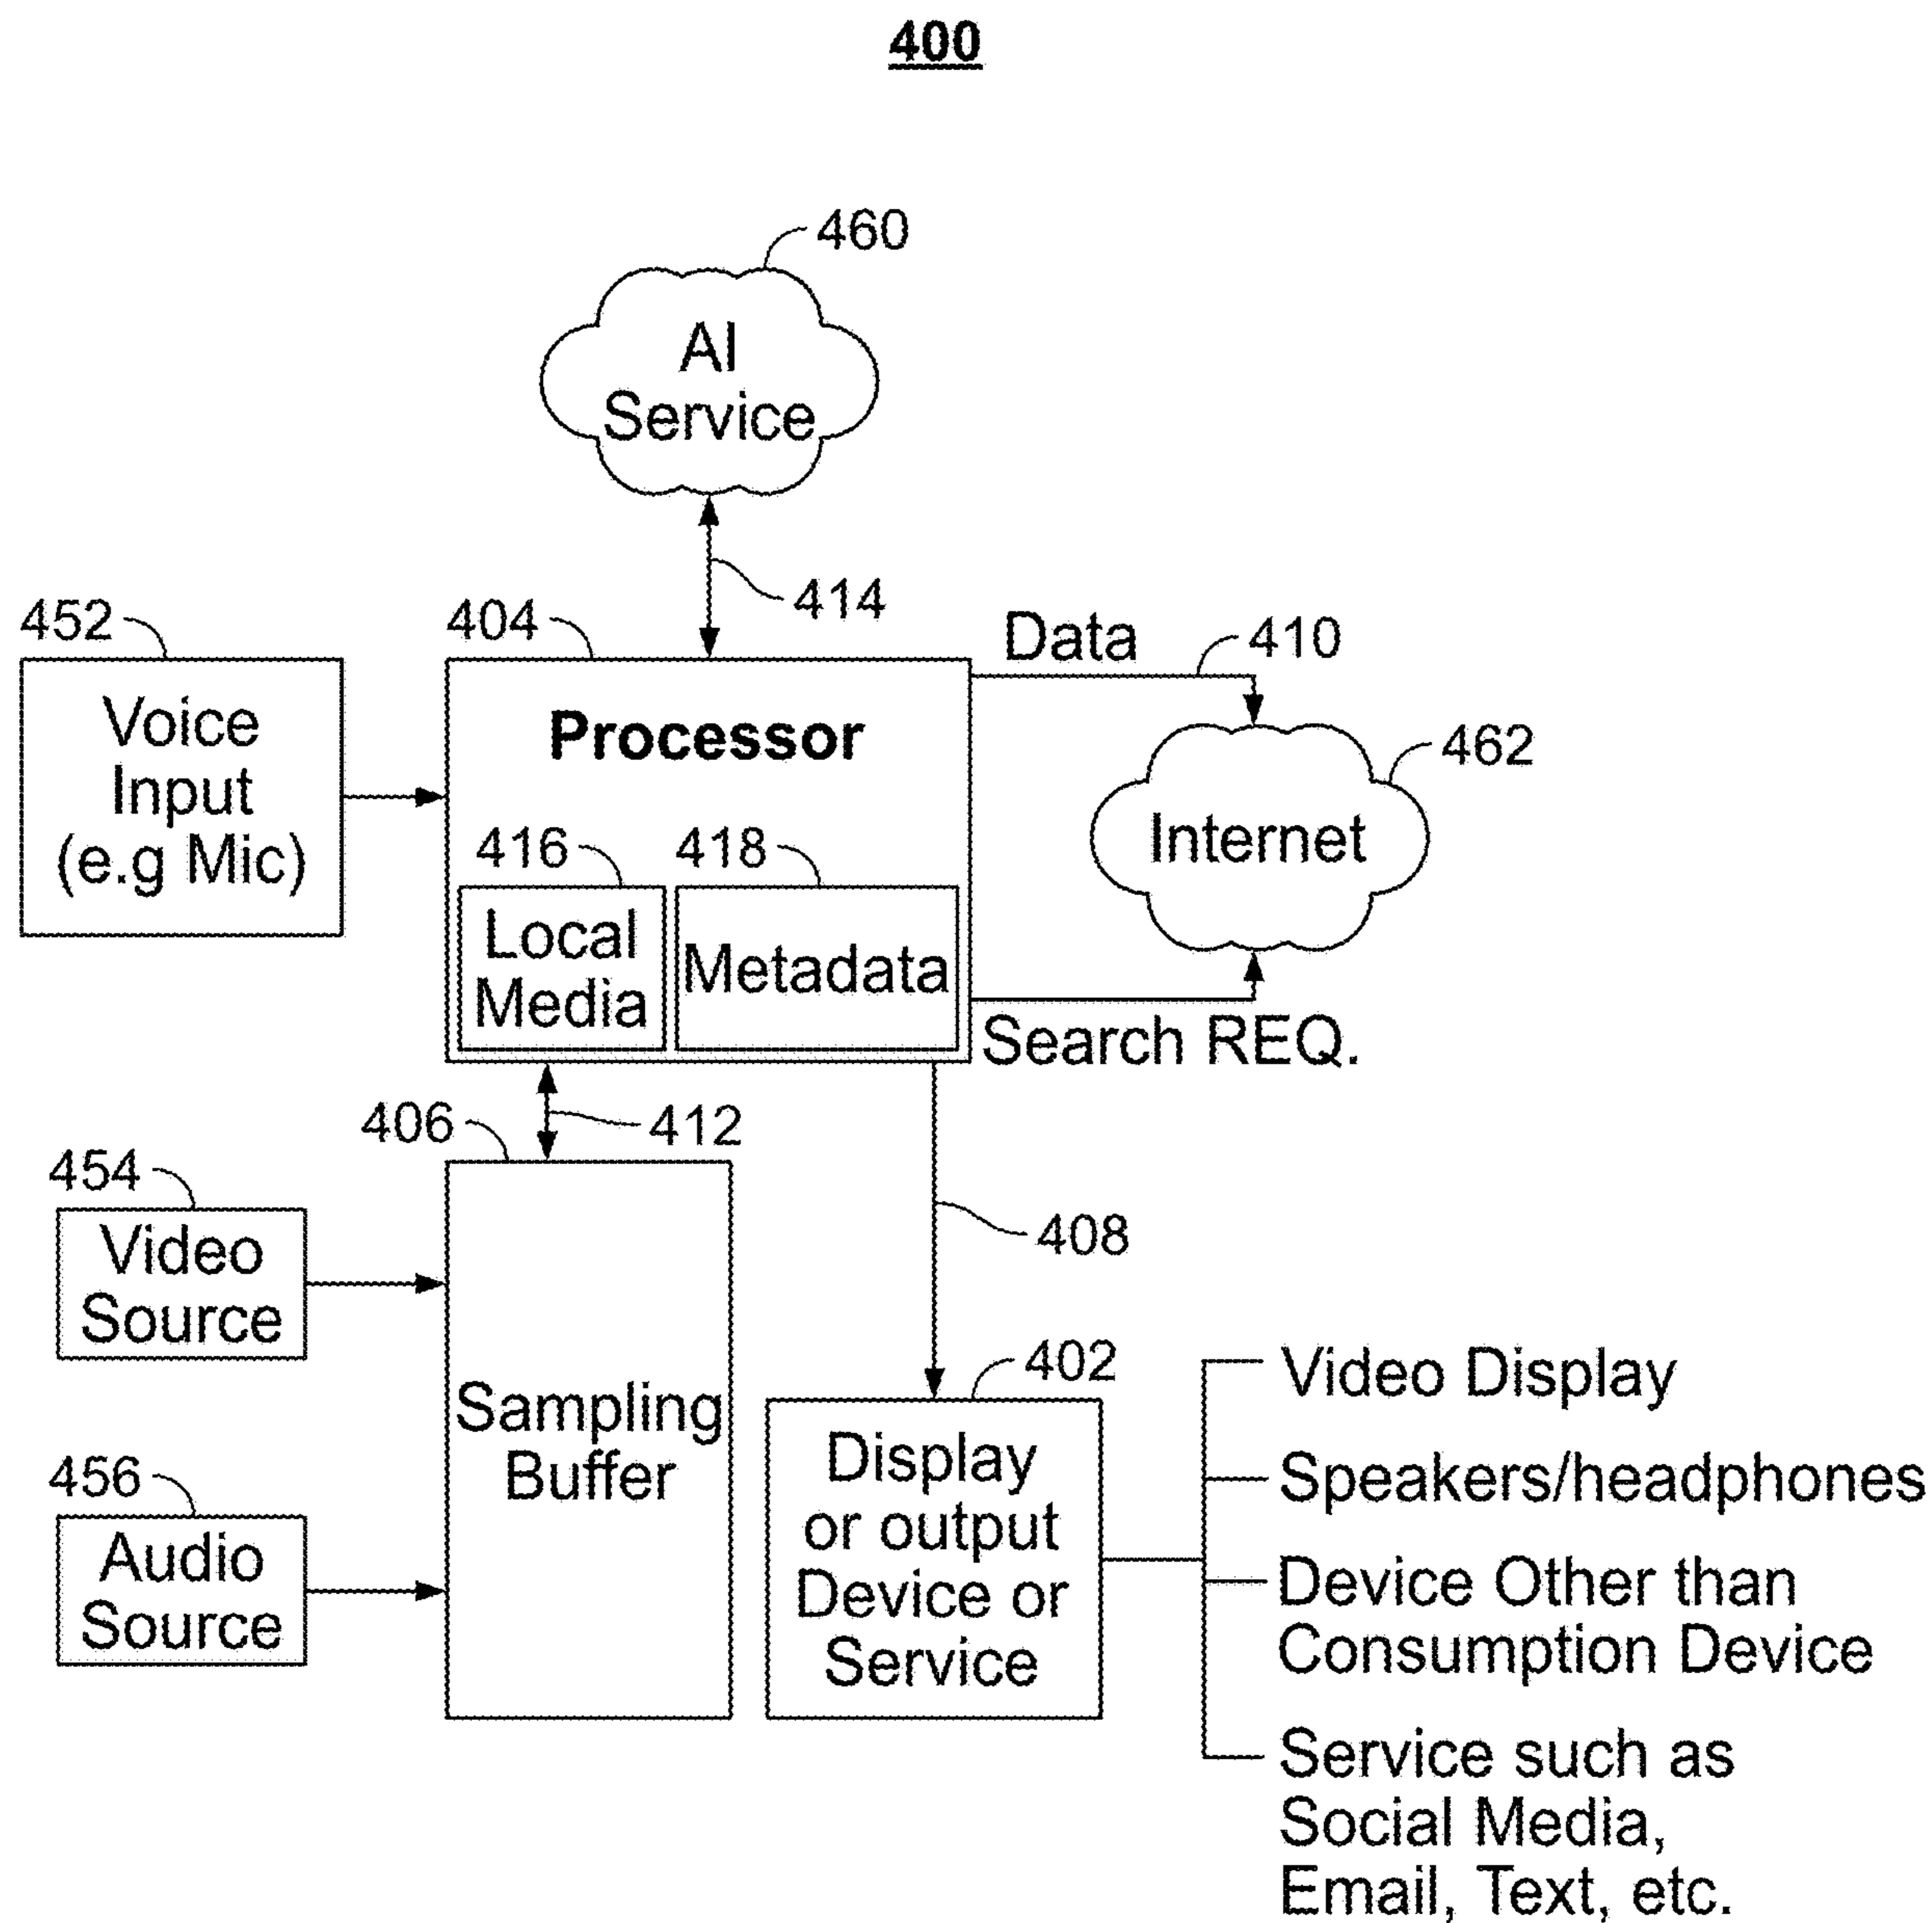 400
460
AI
Service
414
452
404
Data
410
Voice
Input
(e.g Mic)
Processor
462
Internet
416
418
Local
Media
Metadata
Search REQ.
406
412
454
Video
Source
408
Sampling
Buffer
456
Audio
Source
402
Display
or output
Device or
Service
Video Display
Speakers/headphones
Device Other than
Consumption Device
Service such as
Social Media,
Email, Text, etc.